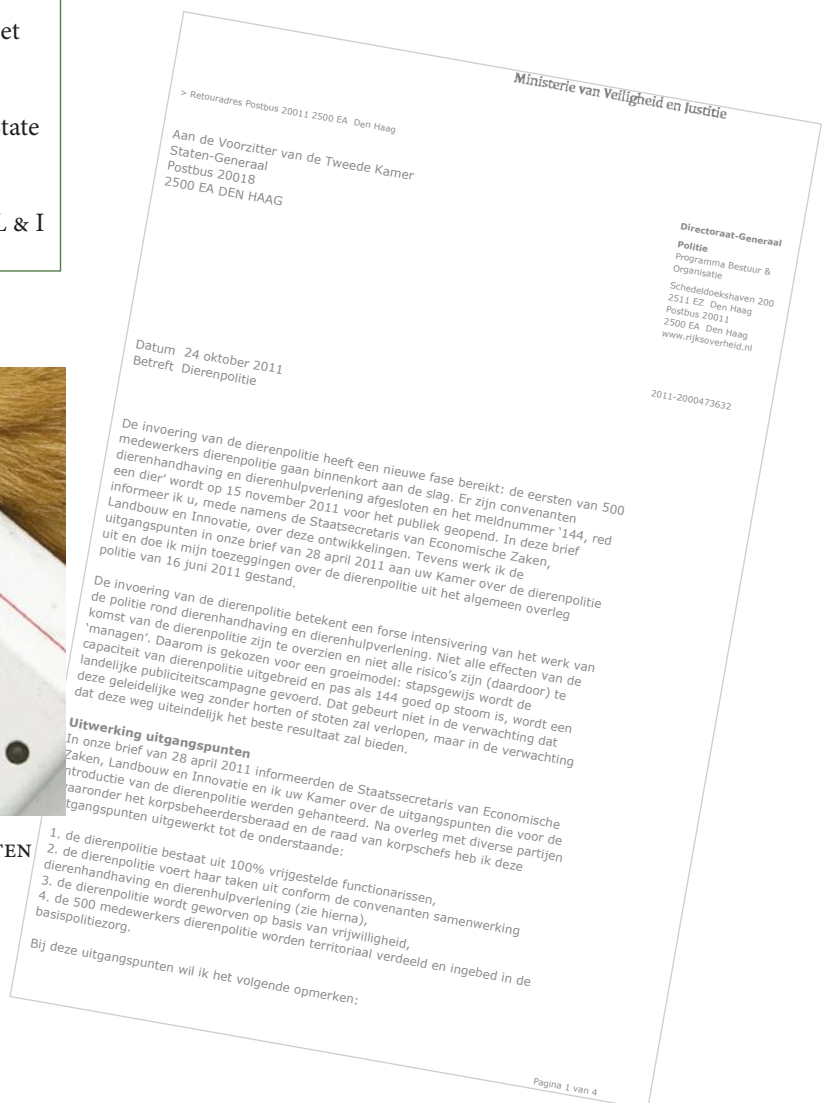 et
tate
L & I
TEN
Ministerie van Veiligheid en Justitie
> Retouradres Postbus 20011 2500 EA Den Haag
Aan de Voorzitter van de Tweede Kamer
Staten-Generaal
Postbus 20018
2500 EA DEN HAAG
Directoraat-Generaal
Politie
Programma Bestuur &
Organisatie
Schedeldoekshaven 200
2511 EZ Den Haag
Postbus 20011
2500 EA Den Haag
www.rijksoverheid.nl
Datum 24 oktober 2011
Betreft Dierenpolitie
2011-2000473632
De invoering van de dierenpolitie heeft een nieuwe fase bereikt: de eersten van 500
medewerkers dierenpolitie gaan binnenkort aan de slag. Er zijn convenanten
dierenhandhaving en dierenhulpverlening afgesloten en het meldnummer ‘144, red
een dier’ wordt op 15 november 2011 voor het publiek geopend. In deze brief
informeer ik u, mede namens de Staatsecretaris van Economische Zaken,
Landbouw en Innovatie, over deze ontwikkelingen. Tevens werk ik de
uitgangspunten in onze brief van 28 april 2011 aan uw Kamer over de dierenpolitie
uit en doe ik mijn toezeggingen over de dierenpolitie uit het algemeen overleg
politie van 16 juni 2011 gestand.
De invoering van de dierenpolitie betekent een forse intensivering van het werk van
de politie rond dierenhandhaving en dierenhulpverlening. Niet alle effecten van de
komst van de dierenpolitie zijn te overzien en niet alle risico’s zijn (daardoor) te
‘managen’. Daarom is gekozen voor een groeimodel: stapsgewijs wordt de
capaciteit van dierenpolitie uitgebreid en pas als 144 goed op stoom is, wordt een
landelijke publiciteitscampagne gevoerd. Dat gebeurt niet in de verwachting dat
deze geleidelijke weg zonder horten of stoten zal verlopen, maar in de verwachting
dat deze weg uiteindelijk het beste resultaat zal bieden.
Uitwerking uitgangspunten
In onze brief van 28 april 2011 informeerden de Staatssecretaris van Economische
Zaken, Landbouw en Innovatie en ik uw Kamer over de uitgangspunten die voor de
ntroductie van de dierenpolitie werden gehanteerd. Na overleg met diverse partijen
waaronder het korpsbeheerdersberaad en de raad van korpschefs heb ik deze
itgangspunten uitgewerkt tot de onderstaande:
1. de dierenpolitie bestaat uit 100% vrijgestelde functionarissen,
2. de dierenpolitie voert haar taken uit conform de convenanten samenwerking
dierenhandhaving en dierenhulpverlening (zie hierna),
3. de dierenpolitie wordt geworven op basis van vrijwilligheid,
4. de 500 medewerkers dierenpolitie worden territoriaal verdeeld en ingebed in de
basispolitiezorg.
Bij deze uitgangspunten wil ik het volgende opmerken:
Pagina 1 van 4